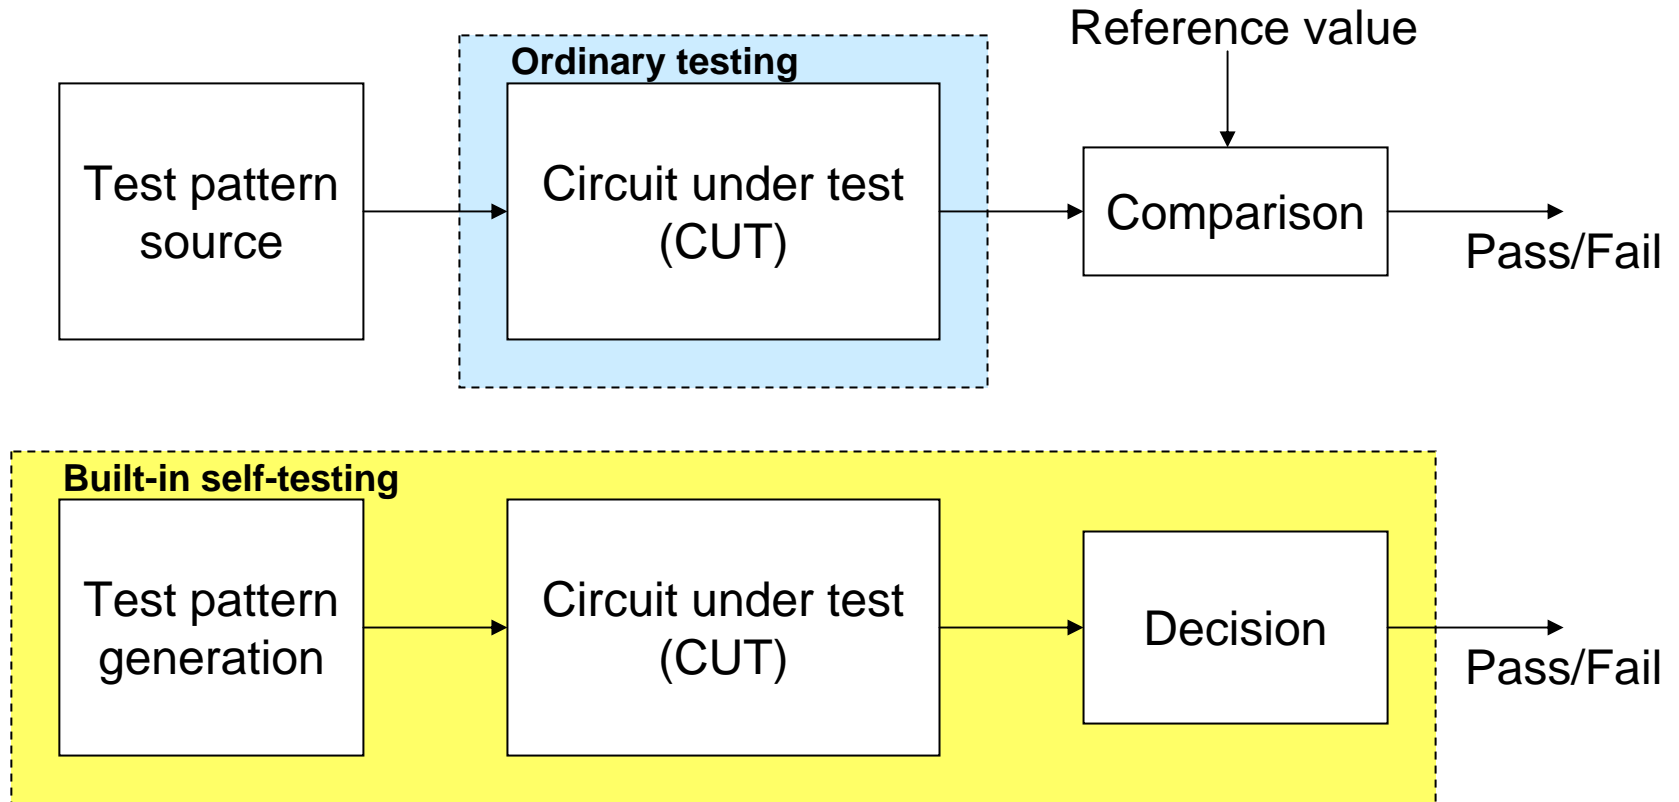 Reference value
Ordinary testing
Test pattern
source
Circuit under test
(CUT)
Comparison
Pass/Fail
Built-in self-testing
Test pattern
generation
Circuit under test
(CUT)
Decision
Pass/Fail